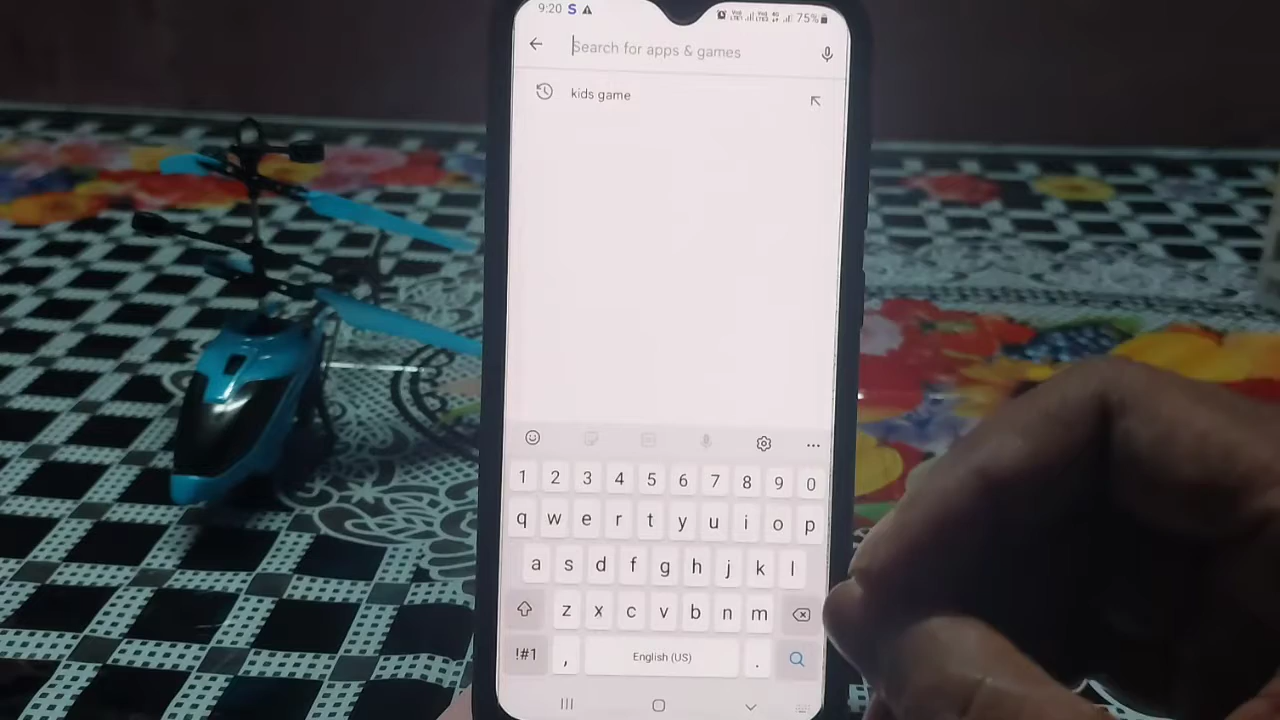 9:20 S 75%
Search for apps & games
kids game
1 2 3 4 5 6 7 8 9 0
q w e r t y u i o p
a s d f g h j k l
z x c v b n m
!#1 , English (US) .